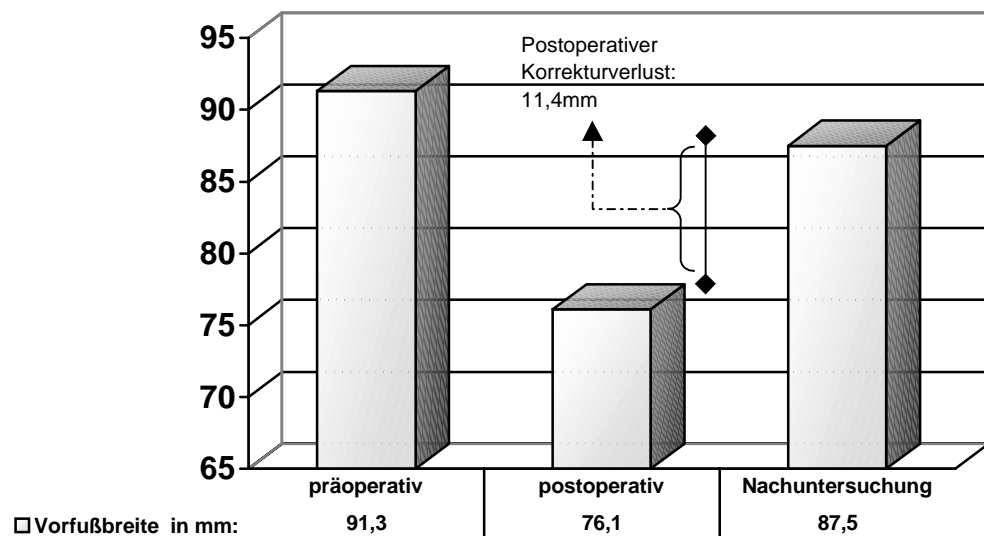 95
90
85
80
75
70
65
Postoperativer
Korrekturverlust:
11,4mm
präoperativ postoperativ Nachuntersuchung
Vorfußbreite in mm: 91,3 76,1 87,5